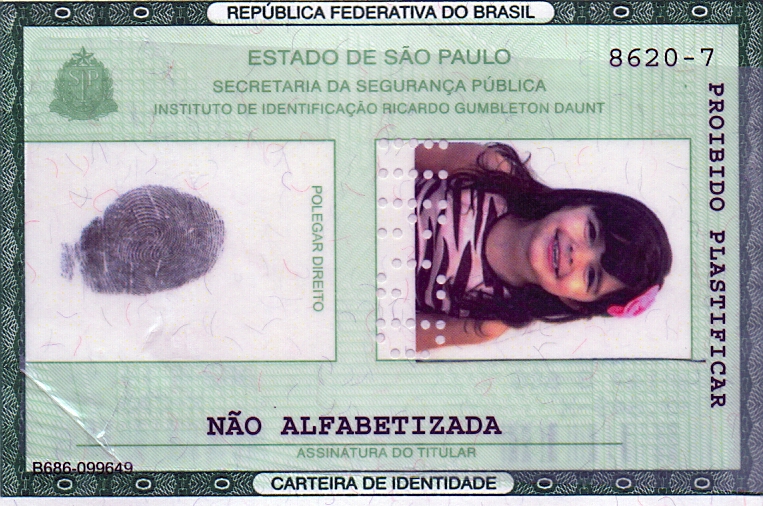 REPÚBLICA FEDERATIVA DO BRASIL
ESTADO DE SÃO PAULO
8620-7
SECRETARIA DA SEGURANÇA PÚBLICA
INSTITUTO DE IDENTIFICAÇÃO RICARDO GUMBLETON DAUNT
SP
POLEGAR DIREITO
PROIBIDO PLASTIFICAR
NÃO ALFABETIZADA
ASSINATURA DO TITULAR
B686-099649
CARTEIRA DE IDENTIDADE